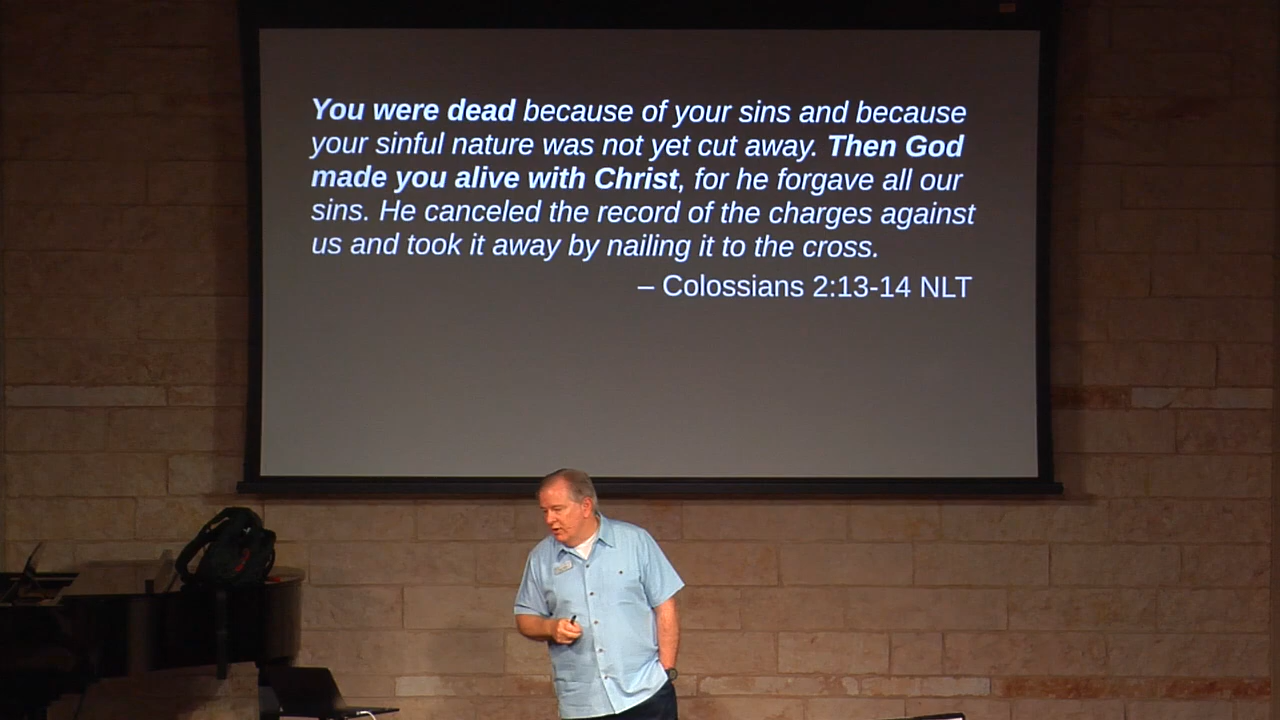 You were dead because of your sins and because
your sinful nature was not yet cut away. Then God
made you alive with Christ, for he forgave all our
sins. He canceled the record of the charges against
us and took it away by nailing it to the cross.
– Colossians 2:13-14 NLT